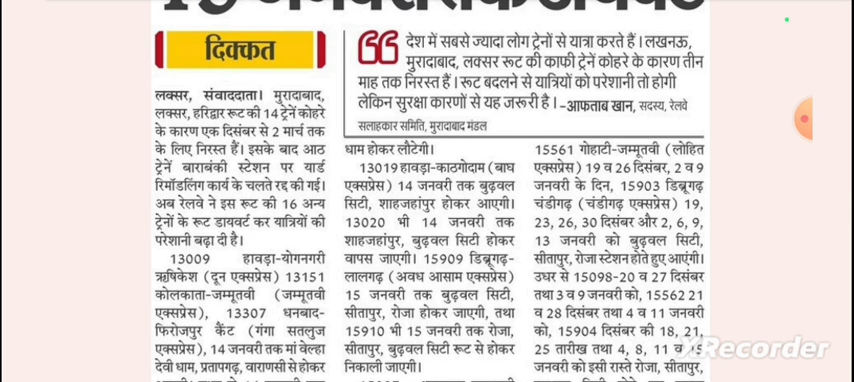 दिक्कत
देश में सबसे ज्यादा लोग ट्रेनों से यात्रा करते हैं। लखनऊ,
मुरादाबाद, लक्सर रूट की काफी ट्रेनें कोहरे के कारण तीन
माह तक निरस्त हैं। रूट बदलने से यात्रियों को परेशानी तो होगी
लेकिन सुरक्षा कारणों से यह जरूरी है। -आफताब खान, सदस्य, रेलवे
सलाहकार समिति, मुरादाबाद मंडल
लक्सर, संवाददाता। मुरादाबाद,
लक्सर, हरिद्वार रूट की 14 ट्रेनें कोहरे
के कारण एक दिसंबर से 2 मार्च तक
के लिए निरस्त हैं। इसके बाद आठ
ट्रेनें बाराबंकी स्टेशन पर यार्ड
रिमॉडलिंग कार्य के चलते रद्द की गई।
अब रेलवे ने इस रूट की 16 अन्य
ट्रेनों के रूट डायवर्ट कर यात्रियों की
परेशानी बढ़ा दी है।
13009 हावड़ा-योगनगरी
ऋषिकेश (दून एक्सप्रेस) 13151
कोलकाता-जम्मूतवी (जम्मूतवी
एक्सप्रेस), 13307 धनबाद-
फिरोजपुर कैंट (गंगा सतलुज
एक्सप्रेस), 14 जनवरी तक मां वेल्हा
देवी धाम, प्रतापगढ़, वाराणसी से होकर
धाम होकर लौटेगी।
13019 हावड़ा-काठगोदाम (बाघ
एक्सप्रेस) 14 जनवरी तक बुढ़वल
सिटी, शाहजहांपुर होकर आएगी।
13020 भी 14 जनवरी तक
शाहजहांपुर, बुढ़वल सिटी होकर
वापस जाएगी। 15909 डिब्रूगढ़-
लालगढ़ (अवध आसाम एक्सप्रेस)
15 जनवरी तक बुढ़वल सिटी,
सीतापुर, रोजा होकर जाएगी, तथा
15910 भी 15 जनवरी तक रोजा,
सीतापुर, बुढ़वल सिटी रूट से होकर
निकाली जाएगी।
15561 गोहाटी-जम्मूतवी (लोहित
एक्सप्रेस) 19 व 26 दिसंबर, 2 व 9
जनवरी के दिन, 15903 डिब्रूगढ़
चंडीगढ़ (चंडीगढ़ एक्सप्रेस) 19,
23, 26, 30 दिसंबर और 2, 6, 9,
13 जनवरी को बुढ़वल सिटी,
सीतापुर, रोजा स्टेशन होते हुए आएंगी।
उधर से 15098-20 व 27 दिसंबर
तथा 3 व 9 जनवरी को, 15562 21
व 28 दिसंबर तथा 4 व 11 जनवरी
को, 15904 दिसंबर की 18, 21,
25 तारीख तथा 4, 8, 11 व 15
जनवरी को इसी रास्ते रोजा, सीतापुर,
XRecorder